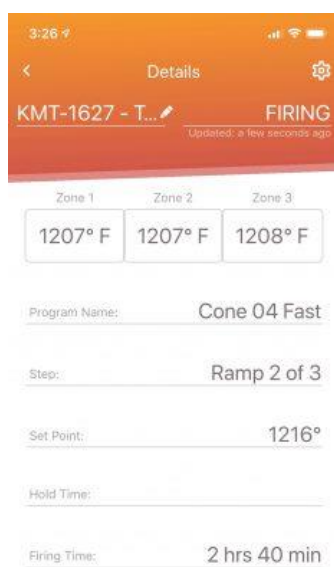 3:26
Details
KMT-1627 - T... FIRING
Updated: a few seconds ago
Zone 1 Zone 2 Zone 3
1207° F 1207° F 1208° F
Program Name: Cone 04 Fast
Step: Ramp 2 of 3
Set Point: 1216°
Hold Time:
Firing Time: 2 hrs 40 min